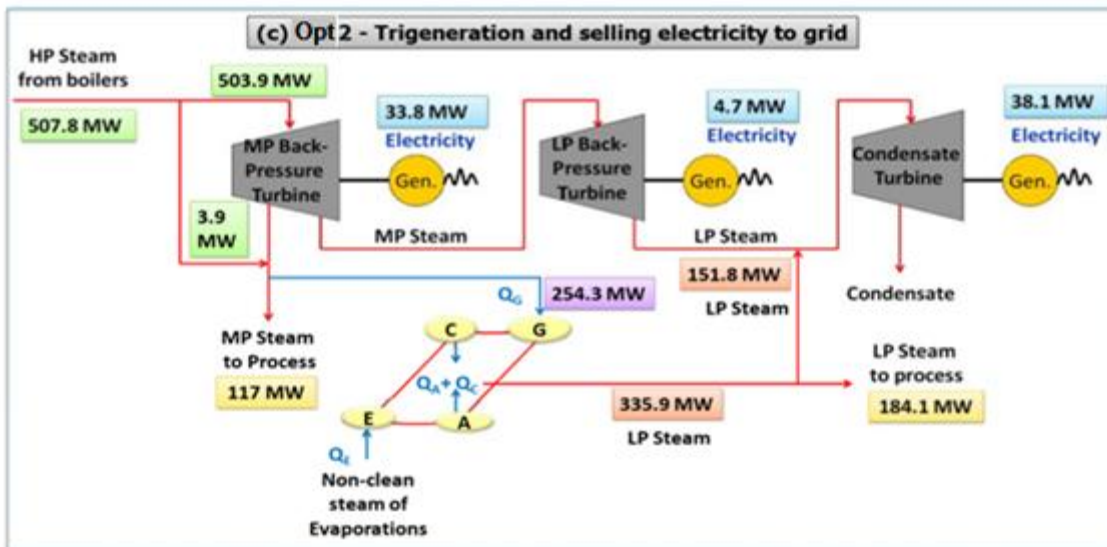 (c) Opt 2 - Trigeneration and selling electricity to grid
HP Steam
from boilers
503.9 MW
507.8 MW
33.8 MW
Electricity
4.7 MW
Electricity
38.1 MW
Electricity
MP Back-
Pressure
Turbine
Gen.
LP Back-
Pressure
Turbine
Gen.
Condensate
Turbine
Gen.
3.9
MW
MP Steam
LP Steam
151.8 MW
LP Steam
Condensate
QG
254.3 MW
C
G
MP Steam
to Process
117 MW
QA + QC
E
A
335.9 MW
LP Steam
LP Steam
to process
184.1 MW
QE
Non-clean
steam of
Evaporations